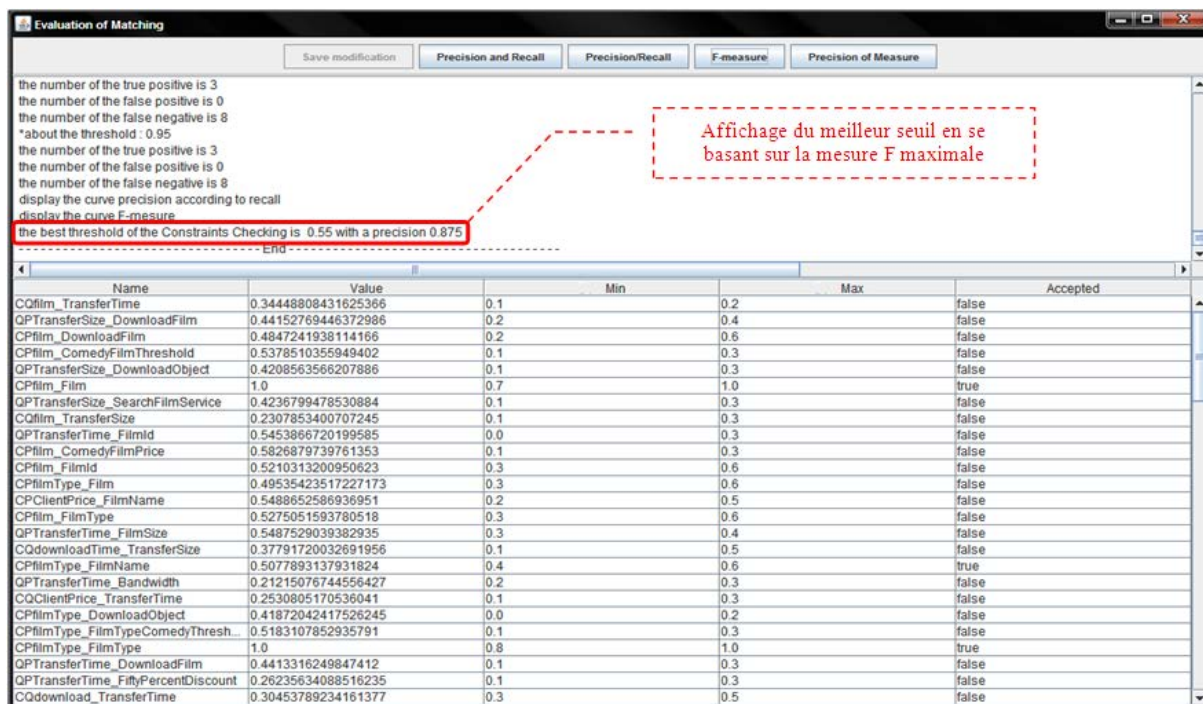 Evaluation of Matching
Save modification Precision and Recall Precision/Recall F-measure Precision of Measure
the number of the true positive is 3
the number of the false positive is 0
the number of the false negative is 8
*about the threshold : 0.95
the number of the true positive is 3
the number of the false positive is 0
the number of the false negative is 8
display the curve precision according to recall
display the curve F-mesure
the best threshold of the Constraints Checking is 0.55 with a precision 0.875
- - - - - - - - - - - - - - - - - - - - - - - - - - - - - - - - - - - - - - - - - End - - - - - - - - - - - - - - - - - - - - - - - - - - - - - - - - - - - - - - - - - - - - - - -
Affichage du meilleur seuil en se
basant sur la mesure F maximale
Name Value Min Max Accepted
CQfilm_TransferTime 0.34448808431625366 0.1 0.2 false
QPTransferSize_DownloadFilm 0.44152769446372986 0.2 0.4 false
CPfilm_DownloadFilm 0.4847241938114166 0.2 0.6 false
CPfilm_ComedyFilmThreshold 0.5378510355949402 0.1 0.3 false
QPTransferSize_DownloadObject 0.4208563566207886 0.1 0.3 false
CPfilm_Film 1.0 0.7 1.0 true
QPTransferSize_SearchFilmService 0.4236799478530884 0.1 0.3 false
CQfilm_TransferSize 0.2307853400707245 0.1 0.3 false
QPTransferTime_FilmId 0.5453866720199585 0.0 0.3 false
CPfilm_ComedyFilmPrice 0.5826879739761353 0.1 0.3 false
CPfilm_FilmId 0.5210313200950623 0.3 0.6 false
CPfilmType_Film 0.49535423517227173 0.3 0.6 false
CPClientPrice_FilmName 0.5488652586936951 0.2 0.5 false
CPfilm_FilmType 0.5275051593780518 0.3 0.6 false
QPTransferTime_FilmSize 0.5487529039382935 0.3 0.4 false
CQdownloadTime_TransferSize 0.37791720032691956 0.1 0.5 false
CPfilmType_FilmName 0.5077893137931824 0.4 0.6 true
QPTransferTime_Bandwidth 0.21215076744556427 0.2 0.3 false
CQClientPrice_TransferTime 0.2530805170536041 0.1 0.3 false
CPfilmType_DownloadObject 0.41872042417526245 0.0 0.2 false
CPfilmType_FilmTypeComedyThresh... 0.5183107852935791 0.1 0.3 false
CPfilmType_FilmType 1.0 0.8 1.0 true
QPTransferTime_DownloadFilm 0.4413316249847412 0.1 0.3 false
QPTransferTime_FiftyPercentDiscount 0.26235634088516235 0.1 0.3 false
CQdownload_TransferTime 0.30453789234161377 0.3 0.5 false